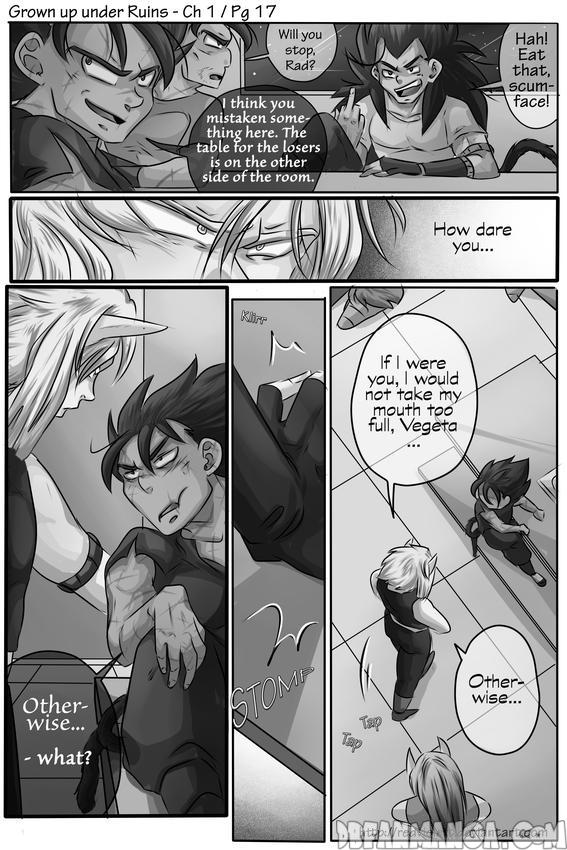 Grown up under Ruins - Ch 1 / Pg 17
Will you
stop,
Rad?
Hah!
Eat
that,
scum-
face!
I think you
mistaken some-
thing here. The
table for the losers
is on the other
side of the room.
How dare
you...
Klirr
If I were
you, I would
not take my
mouth too
full, Vegeta
...
Other-
wise...
- what?
STOMP
Other-
wise...
Tap
Tap
DREAMMANGA.COM